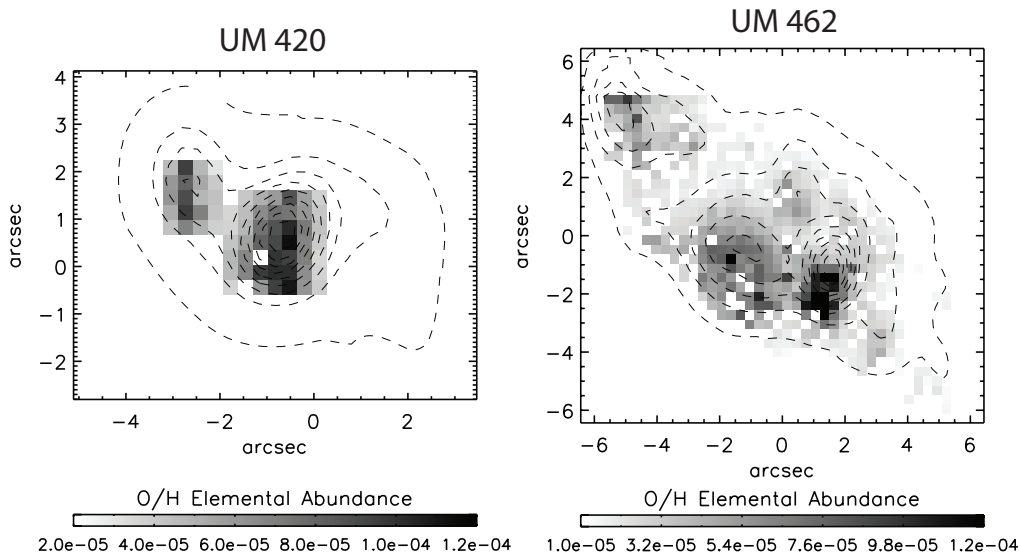 UM 420
4
3
2
1
0
−1
−2
arcsec
−4
−2
0
2
arcsec
O/H Elemental Abundance
2.0e−05 4.0e−05 6.0e−05 8.0e−05 1.0e−04 1.2e−04
UM 462
6
4
2
0
−2
−4
−6
arcsec
−6
−4
−2
0
2
4
6
arcsec
O/H Elemental Abundance
1.0e−05 3.2e−05 5.4e−05 7.6e−05 9.8e−05 1.2e−04